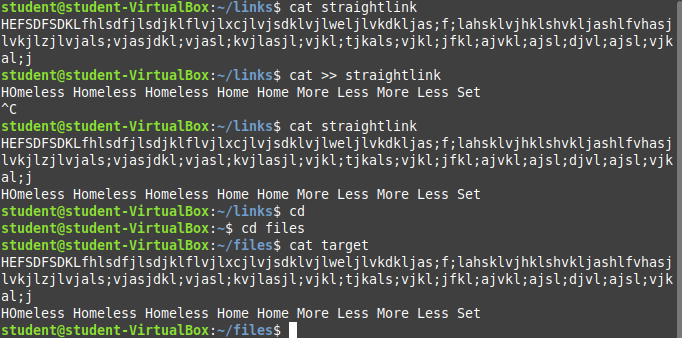 student@student-VirtualBox:~/links$ cat straightlink
HEFSDFSDKLfhlsdfjlsdjklflvjlxcjlvjsdklvjlweljlvkdkljas;f;lahsklvjhklshvkljashlfvhasj
lvkjlzjlvjals;vjasjdkl;vjasl;kvjlasjl;vjkl;tjkals;vjkl;jfkl;ajvkl;ajsl;djvl;ajsl;vjk
al;j
student@student-VirtualBox:~/links$ cat >> straightlink
HOmeless Homeless Homeless Home Home More Less More Less Set
^C
student@student-VirtualBox:~/links$ cat straightlink
HEFSDFSDKLfhlsdfjlsdjklflvjlxcjlvjsdklvjlweljlvkdkljas;f;lahsklvjhklshvkljashlfvhasj
lvkjlzjlvjals;vjasjdkl;vjasl;kvjlasjl;vjkl;tjkals;vjkl;jfkl;ajvkl;ajsl;djvl;ajsl;vjk
al;j
HOmeless Homeless Homeless Home Home More Less More Less Set
student@student-VirtualBox:~/links$ cd
student@student-VirtualBox:~$ cd files
student@student-VirtualBox:~/files$ cat target
HEFSDFSDKLfhlsdfjlsdjklflvjlxcjlvjsdklvjlweljlvkdkljas;f;lahsklvjhklshvkljashlfvhasj
lvkjlzjlvjals;vjasjdkl;vjasl;kvjlasjl;vjkl;tjkals;vjkl;jfkl;ajvkl;ajsl;djvl;ajsl;vjk
al;j
HOmeless Homeless Homeless Home Home More Less More Less Set
student@student-VirtualBox:~/files$